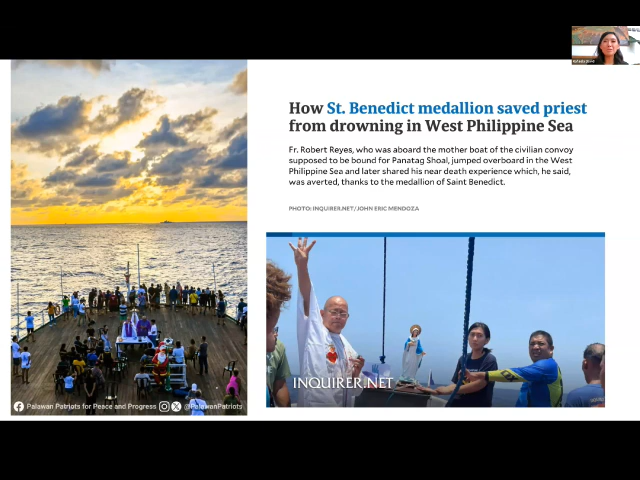 How St. Benedict medallion saved priest
from drowning in West Philippine Sea
Fr. Robert Reyes, who was aboard the mother boat of the civilian convoy
supposed to be bound for Panatag Shoal, jumped overboard in the West
Philippine Sea and later shared his near death experience which, he said,
was averted, thanks to the medallion of Saint Benedict.
PHOTO: INQUIRER.NET/JOHN ERIC MENDOZA
INQUIRER.NET
Palawan Patriots for Peace and Progress @PalawanPatriots